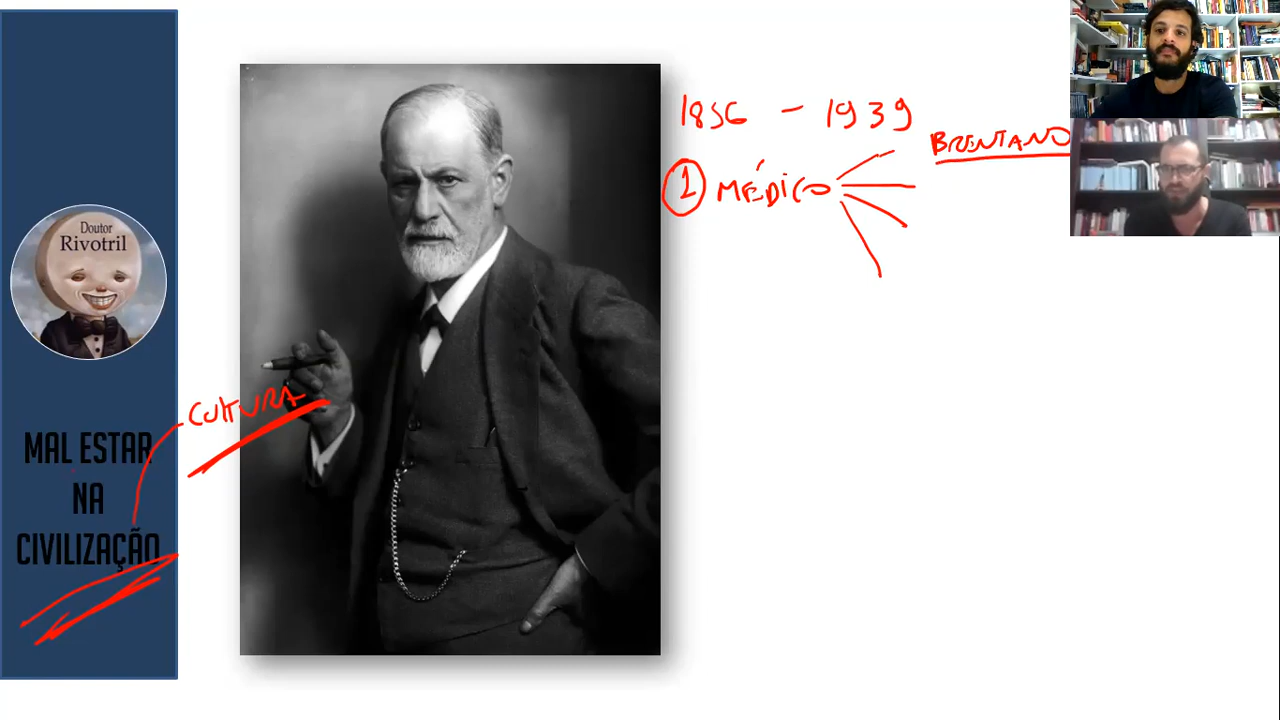 Doutor
Rivotril
MAL ESTAR
NA
CIVILIZAÇÃO
CULTURA
1856 - 1939
BRENTANO
1 MÉDICO